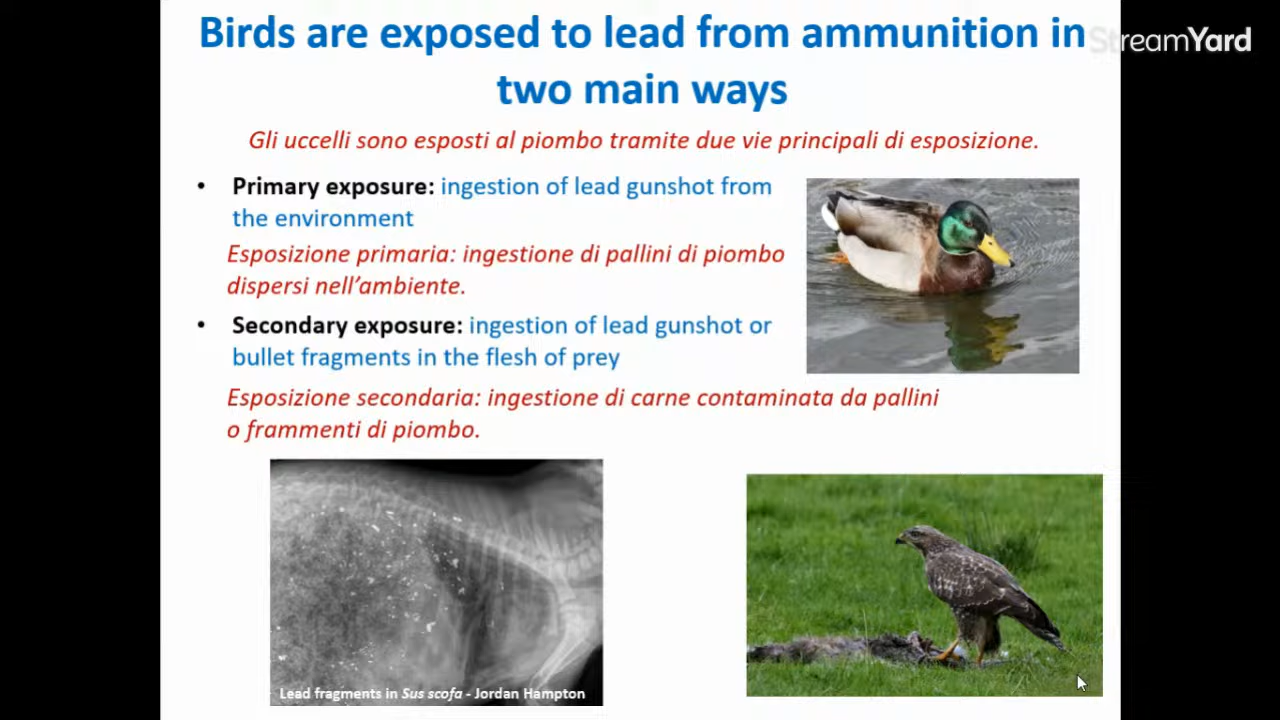 Birds are exposed to lead from ammunition in
two main ways
StreamYard
Gli uccelli sono esposti al piombo tramite due vie principali di esposizione.
• Primary exposure: ingestion of lead gunshot from
the environment
Esposizione primaria: ingestione di pallini di piombo
dispersi nell'ambiente.
• Secondary exposure: ingestion of lead gunshot or
bullet fragments in the flesh of prey
Esposizione secondaria: ingestione di carne contaminata da pallini
o frammenti di piombo.
Lead fragments in Sus scofa - Jordan Hampton